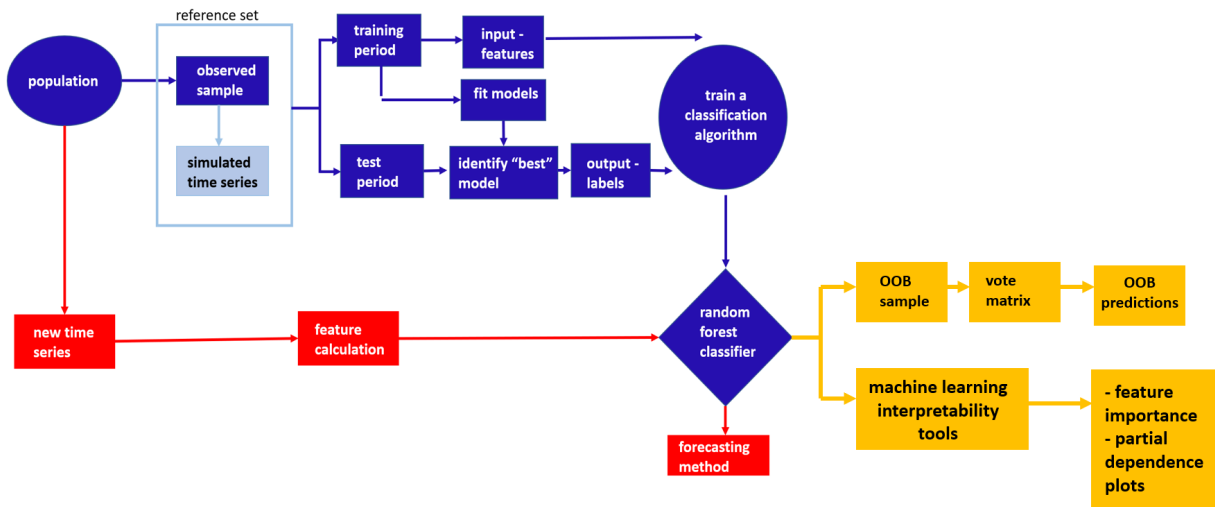 reference set
population
observed
sample
simulated
time series
training
period
input -
features
fit models
test
period
identify “best”
model
output -
labels
train a
classification
algorithm
new time
series
feature
calculation
random
forest
classifier
forecasting
method
OOB
sample
vote
matrix
OOB
predictions
machine learning
interpretability
tools
- feature
importance
- partial
dependence
plots